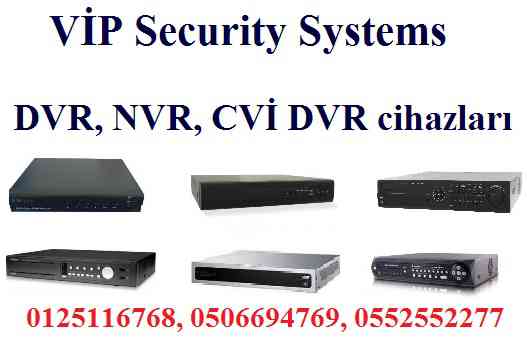 VİP Security Systems
DVR, NVR, CVİ DVR cihazları
0125116768, 0506694769, 0552552277